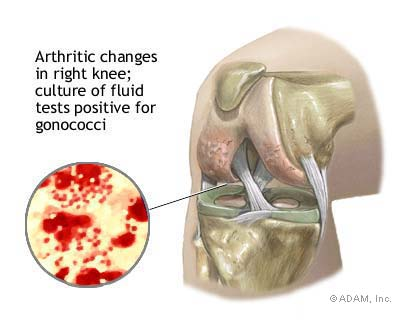 Arthritic changes
in right knee;
culture of fluid
tests positive for
gonococci
©ADAM, Inc.